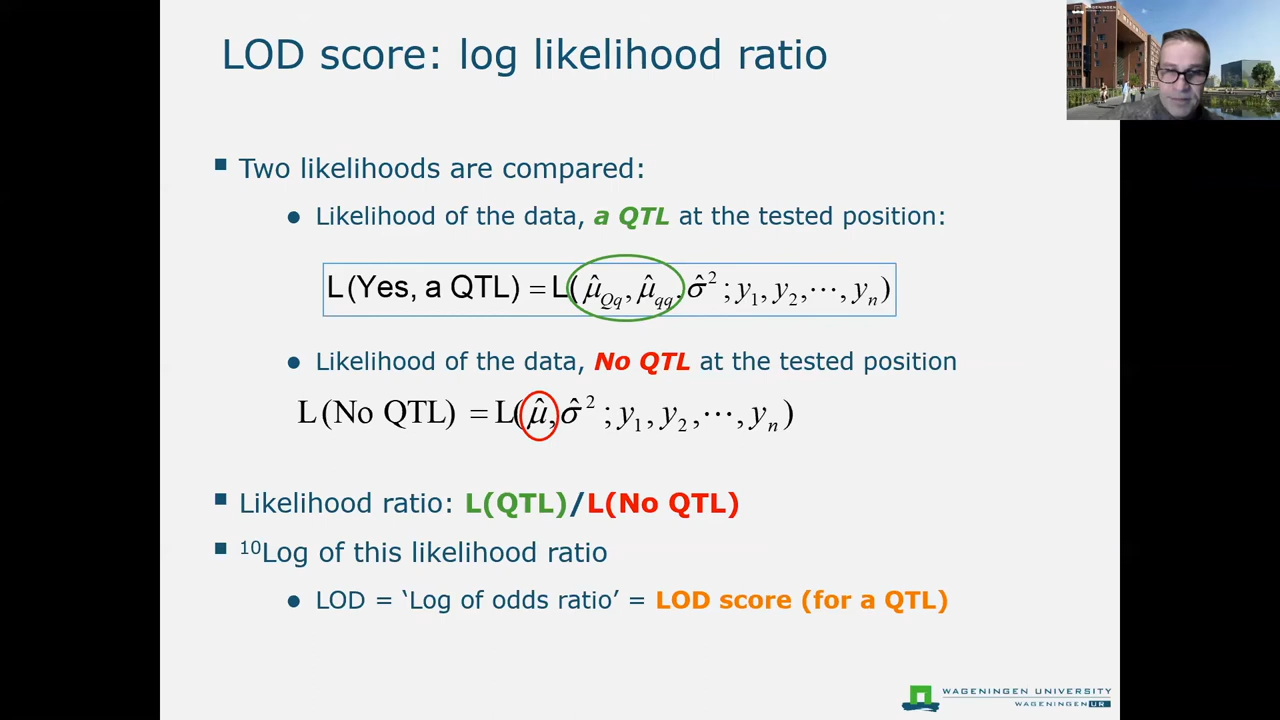 LOD score: log likelihood ratio
WAGENINGEN
Two likelihoods are compared:
Likelihood of the data, a QTL at the tested position:
L(Yes, a QTL) = L(μ̂_Qq, μ̂_qq, σ̂²; y₁, y₂, ⋯, yₙ)
Likelihood of the data, No QTL at the tested position
L(No QTL) = L(μ̂, σ̂²; y₁, y₂, ⋯, yₙ)
Likelihood ratio: L(QTL)/L(No QTL)
¹⁰Log of this likelihood ratio
LOD = ‘Log of odds ratio’ = LOD score (for a QTL)
WAGENINGEN UNIVERSITY
WAGENINGEN UR